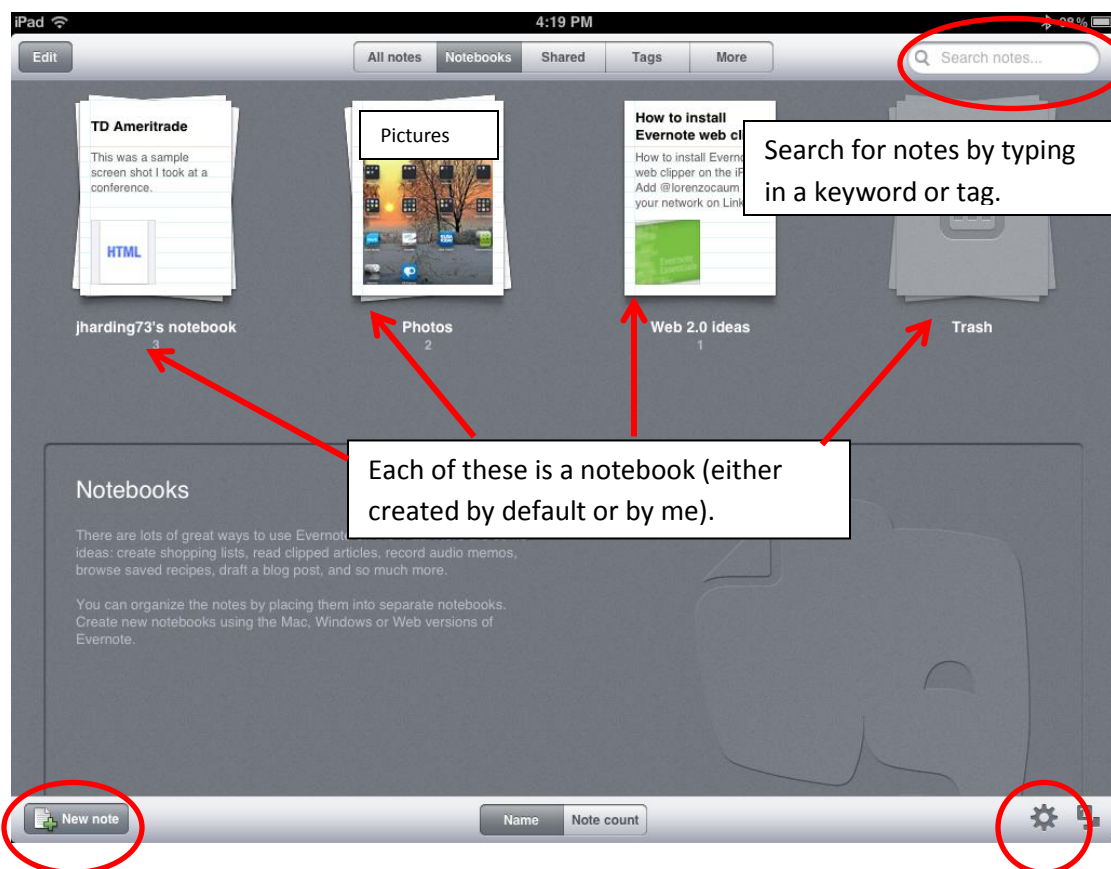 iPad 4:19 PM 98%
Edit All notes Notebooks Shared Tags More Search notes...
TD Ameritrade
This was a sample
screen shot I took at a
conference.
HTML
Pictures
How to install
Evernote web cl
How to install Everno
web clipper on the iP
Add @lorenzocaum
your network on Link
Evernote
Essentials
Search for notes by typing
in a keyword or tag.
jharding73's notebook
3
Photos
2
Web 2.0 ideas
1
Trash
Each of these is a notebook (either
created by default or by me).
Notebooks
There are lots of great ways to use Evernote
ideas: create shopping lists, read clipped articles, record audio memos,
browse saved recipes, draft a blog post, and so much more.
You can organize the notes by placing them into separate notebooks.
Create new notebooks using the Mac, Windows or Web versions of
Evernote.
New note Name Note count